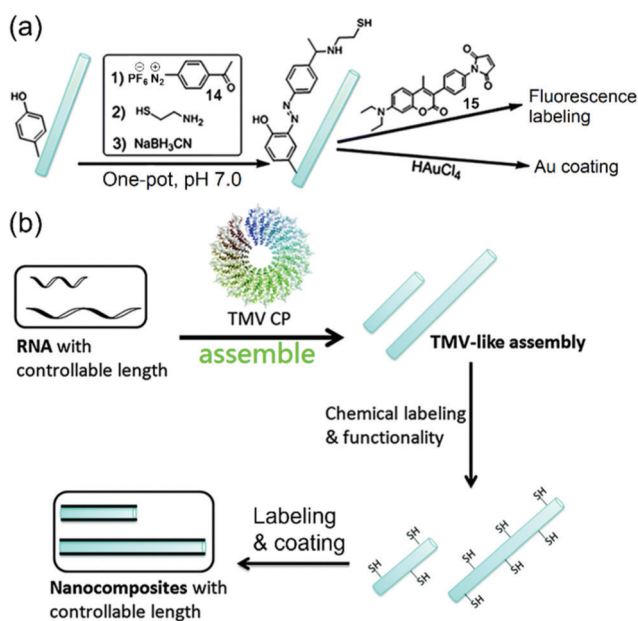 (a)
HO
1) PF6 ⊖ N2 ⊕ O
14
2) HS NH2
3) NaBH3CN
One-pot, pH 7.0
SH
NH
N
N
HO
N O O
N O O
15
Fluorescence
labeling
HAuCl4
Au coating
(b)
RNA with
controllable length
TMV CP
assemble
TMV-like assembly
Chemical labeling
& functionality
SH SH SH SH
SH SH SH SH
Labeling
& coating
Nanocomposites with
controllable length